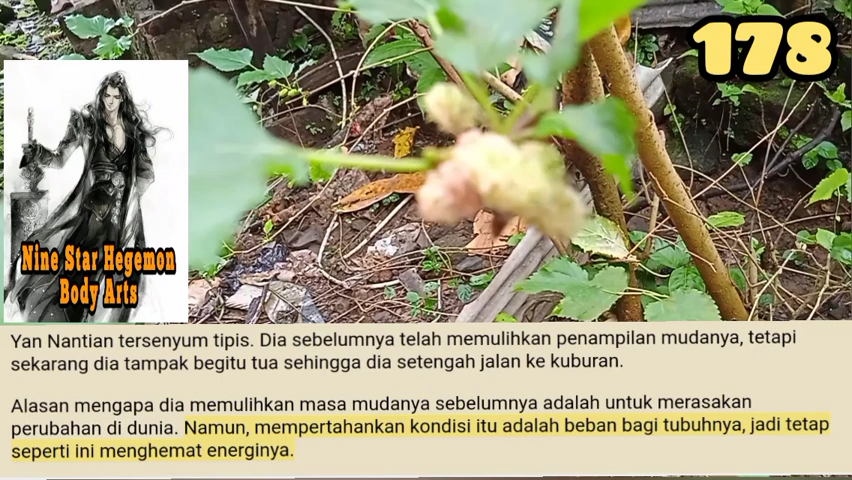 178
Nine Star Hegemon
Body Arts
Yan Nantian tersenyum tipis. Dia sebelumnya telah memulihkan penampilan mudanya, tetapi
sekarang dia tampak begitu tua sehingga dia setengah jalan ke kuburan.
Alasan mengapa dia memulihkan masa mudanya sebelumnya adalah untuk merasakan
perubahan di dunia. Namun, mempertahankan kondisi itu adalah beban bagi tubuhnya, jadi tetap
seperti ini menghemat energinya.